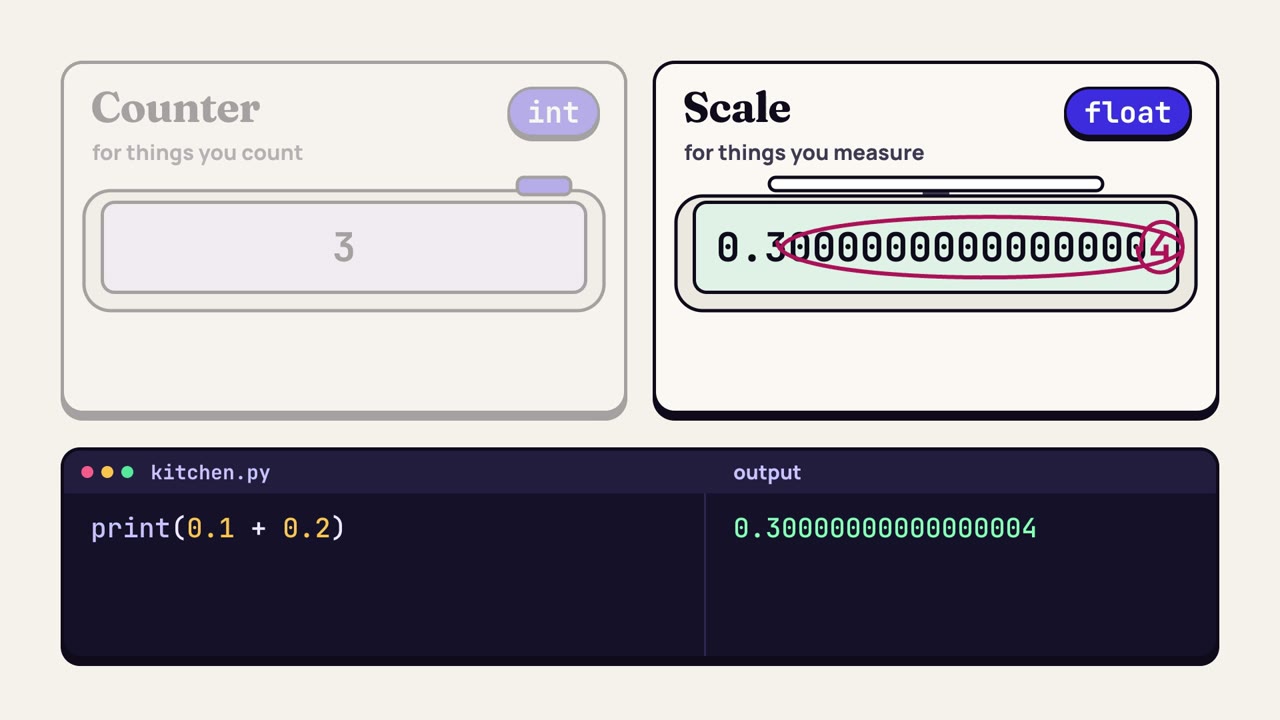 Counter
int
for things you count
3
Scale
float
for things you measure
0.30000000000000004
kitchen.py
output
print(0.1 + 0.2)
0.30000000000000004